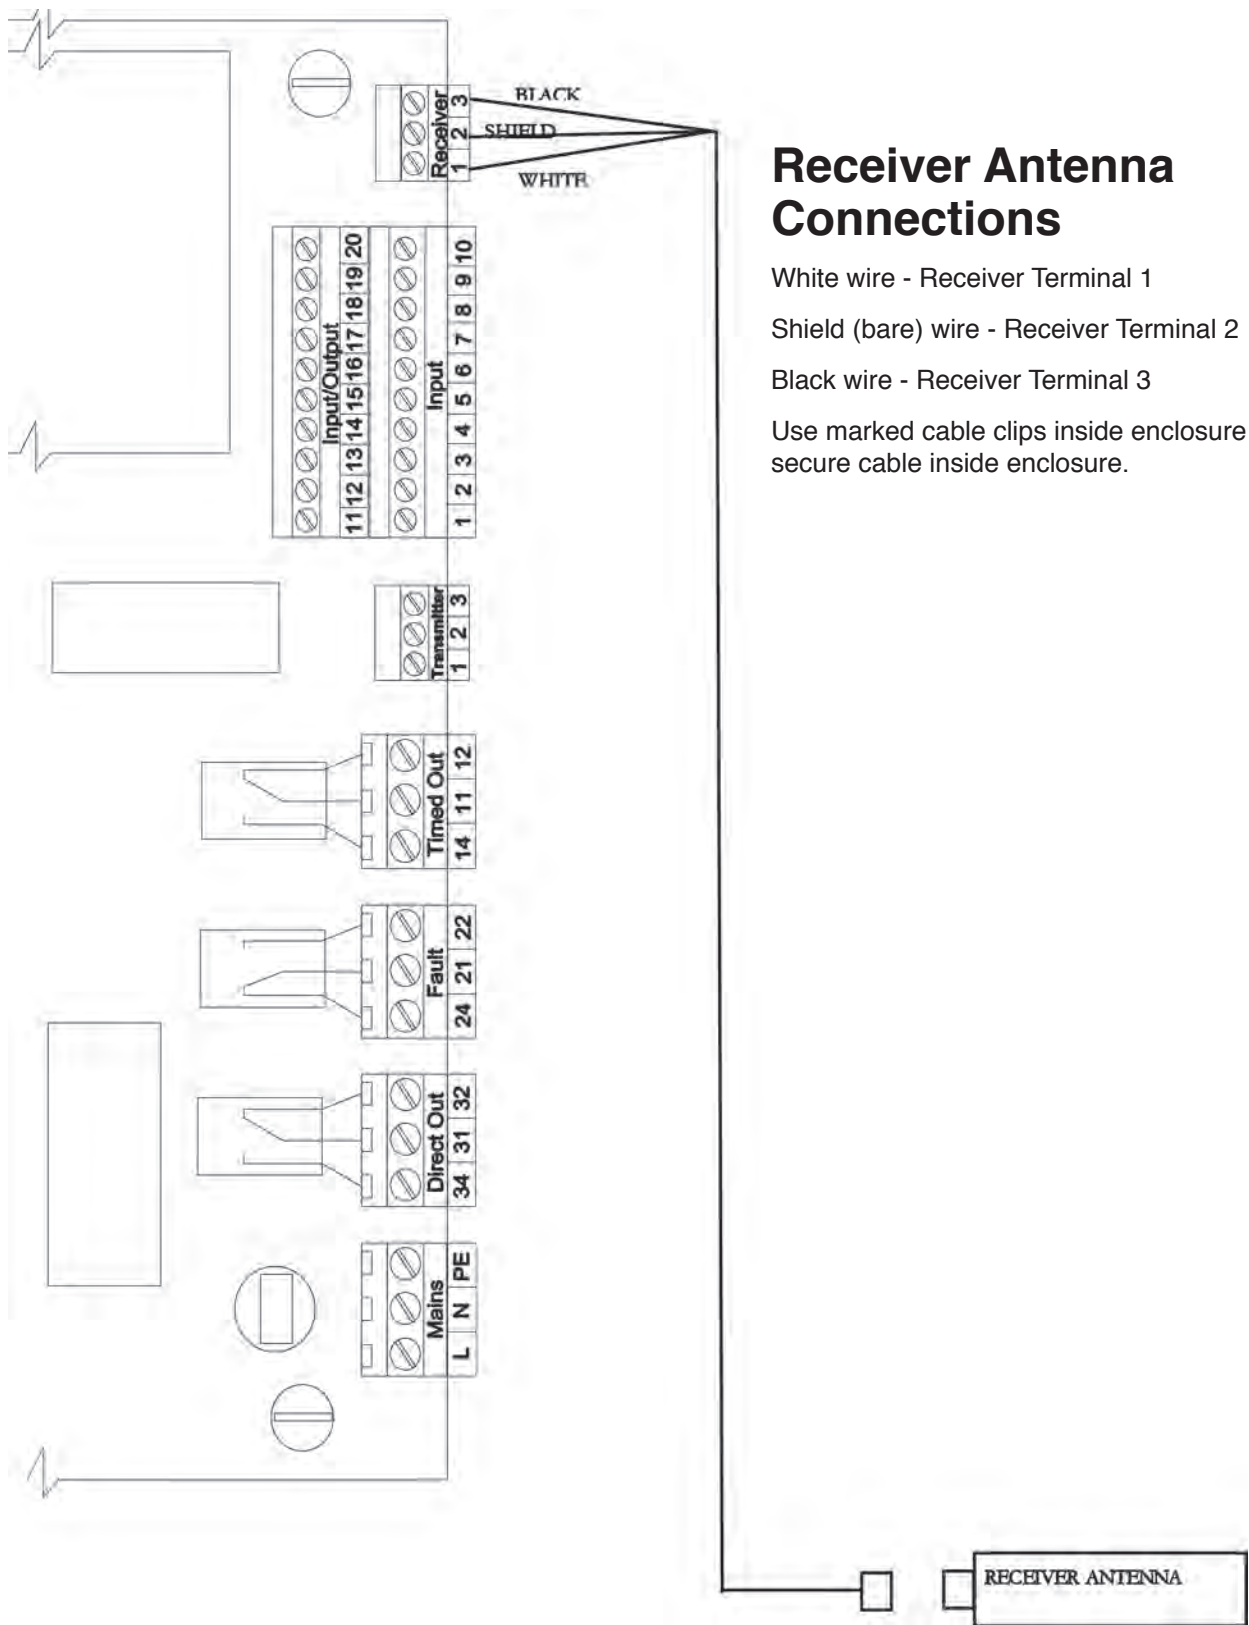 BLACK
SHIELD
WHITE
Receiver
3
2
1
Receiver Antenna
Connections
White wire - Receiver Terminal 1
Shield (bare) wire - Receiver Terminal 2
Black wire - Receiver Terminal 3
Use marked cable clips inside enclosure
secure cable inside enclosure.
Input/Output
11 12 13 14 15 16 17 18 19 20
Input
1 2 3 4 5 6 7 8 9 10
Transmitter
1 2 3
Timed Out
14 11 12
Fault
24 21 22
Direct Out
34 31 32
Mains
L N PE
RECEIVER ANTENNA